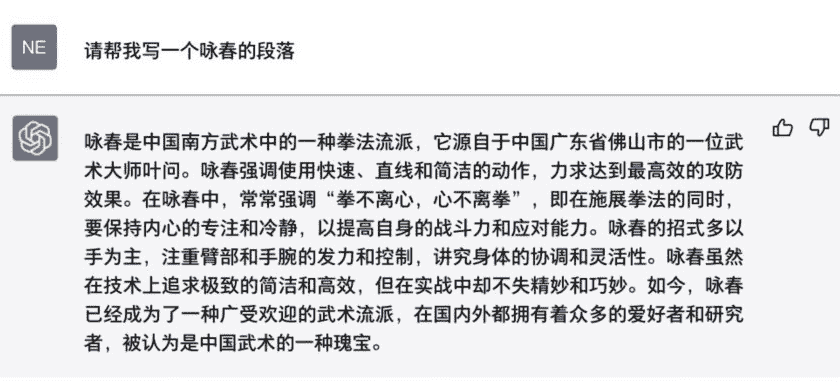 NE
请帮我写一个咏春的段落
咏春是中国南方武术中的一种拳法流派，它源自于中国广东省佛山市的一位武
术大师叶问。咏春强调使用快速、直线和简洁的动作，力求达到最高效的攻防
效果。在咏春中，常常强调“拳不离心，心不离拳”，即在施展拳法的同时，
要保持内心的专注和冷静，以提高自身的战斗力和应对能力。咏春的招式多以
手为主，注重臂部和手腕的发力和控制，讲究身体的协调和灵活性。咏春虽然
在技术上追求极致的简洁和高效，但在实战中却不失精妙和巧妙。如今，咏春
已经成为了一种广受欢迎的武术流派，在国内外都拥有着众多的爱好者和研究
者，被认为是中国武术的一种瑰宝。